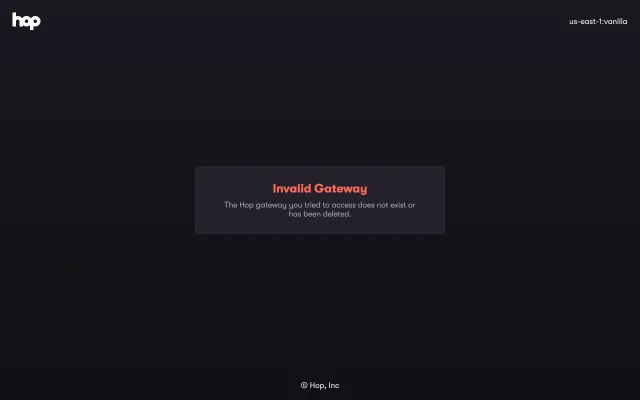 hop
us-east-1:vanilla
Invalid Gateway
The Hop gateway you tried to access does not exist or
has been deleted.
© Hop, Inc